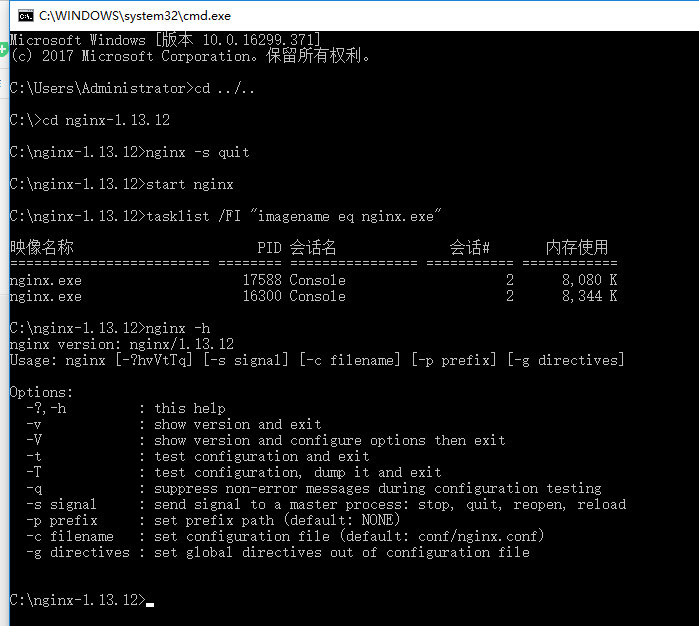 C:\WINDOWS\system32\cmd.exe
Microsoft Windows [版本 10.0.16299.371]
(c) 2017 Microsoft Corporation。保留所有权利。
C:\Users\Administrator>cd ../..
C:\>cd nginx-1.13.12
C:\nginx-1.13.12>nginx -s quit
C:\nginx-1.13.12>start nginx
C:\nginx-1.13.12>tasklist /FI "imagename eq nginx.exe"
映像名称                       PID 会话名              会话#       内存使用
========================= ======== ================ =========== ============
nginx.exe                    17588 Console                    2      8,080 K
nginx.exe                    16300 Console                    2      8,344 K
C:\nginx-1.13.12>nginx -h
nginx version: nginx/1.13.12
Usage: nginx [-?hvVtTq] [-s signal] [-c filename] [-p prefix] [-g directives]
Options:
  -?,-h         : this help
  -v            : show version and exit
  -V            : show version and configure options then exit
  -t            : test configuration and exit
  -T            : test configuration, dump it and exit
  -q            : suppress non-error messages during configuration testing
  -s signal     : send signal to a master process: stop, quit, reopen, reload
  -p prefix     : set prefix path (default: NONE)
  -c filename   : set configuration file (default: conf/nginx.conf)
  -g directives : set global directives out of configuration file
C:\nginx-1.13.12>